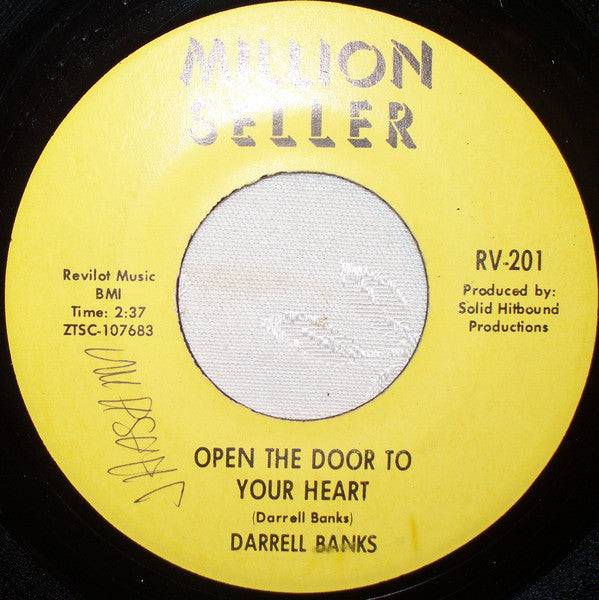 MILLION
SELLER
Revilot Music
BMI
Time: 2:37
ZTSC-107683
RV-201
Produced by:
Solid Hitbound
Productions
OPEN THE DOOR TO
YOUR HEART
(Darrell Banks)
DARRELL BANKS